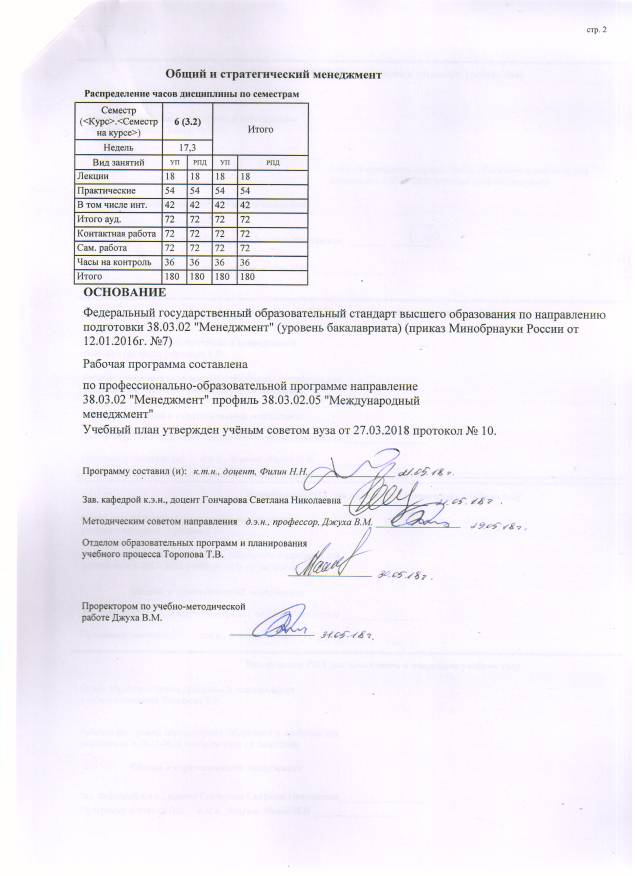 стр. 2
Общий и стратегический менеджмент
Распределение часов дисциплины по семестрам
Семестр (<Курс>.<Семестр на курсе>) 6 (3.2) Итого
Недель 17,3
Вид занятий УП РПД УП РПД
Лекции 18 18 18 18
Практические 54 54 54 54
В том числе инт. 42 42 42 42
Итого ауд. 72 72 72 72
Контактная работа 72 72 72 72
Сам. работа 72 72 72 72
Часы на контроль 36 36 36 36
Итого 180 180 180 180
ОСНОВАНИЕ
Федеральный государственный образовательный стандарт высшего образования по направлению
подготовки 38.03.02 "Менеджмент" (уровень бакалавриата) (приказ Минобрнауки России от
12.01.2016г. №7)
Рабочая программа составлена
по профессионально-образовательной программе направление
38.03.02 "Менеджмент" профиль 38.03.02.05 "Международный
менеджмент"
Учебный план утвержден учёным советом вуза от 27.03.2018 протокол № 10.
Программу составил (и): к.т.н., доцент, Филин Н.Н. 21.05.18г.
Зав. кафедрой к.э.н., доцент Гончарова Светлана Николаевна .05.18г.
Методическим советом направления д.э.н., профессор, Джуха В.М. 29.05.18г.
Отделом образовательных программ и планирования
учебного процесса Торопова Т.В.
30.05.18г.
Проректором по учебно-методической
работе Джуха В.М. 31.05.18г.